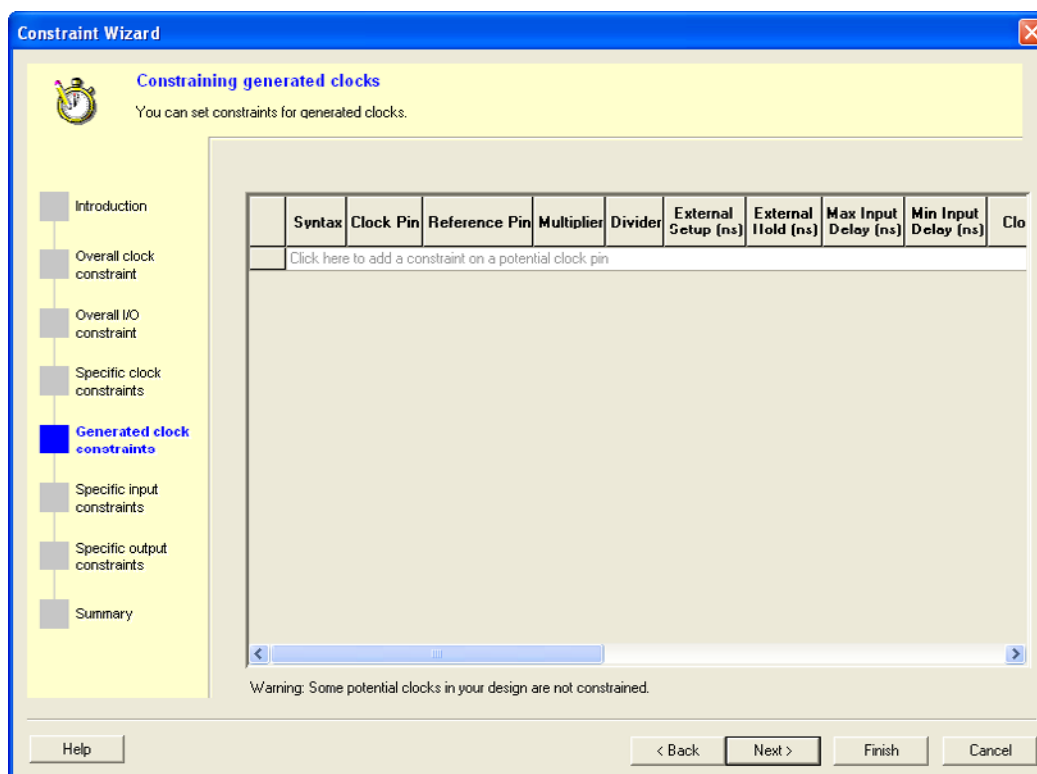 Constraint Wizard
Constraining generated clocks
You can set constraints for generated clocks.
Introduction
Overall clock
constraint
Overall I/O
constraint
Specific clock
constraints
Generated clock
constraints
Specific input
constraints
Specific output
constraints
Summary
Syntax Clock Pin Reference Pin Multiplier Divider External Setup (ns) External Hold (ns) Max Input Delay (ns) Min Input Delay (ns) Clo
Click here to add a constraint on a potential clock pin
Warning: Some potential clocks in your design are not constrained.
Help < Back Next > Finish Cancel